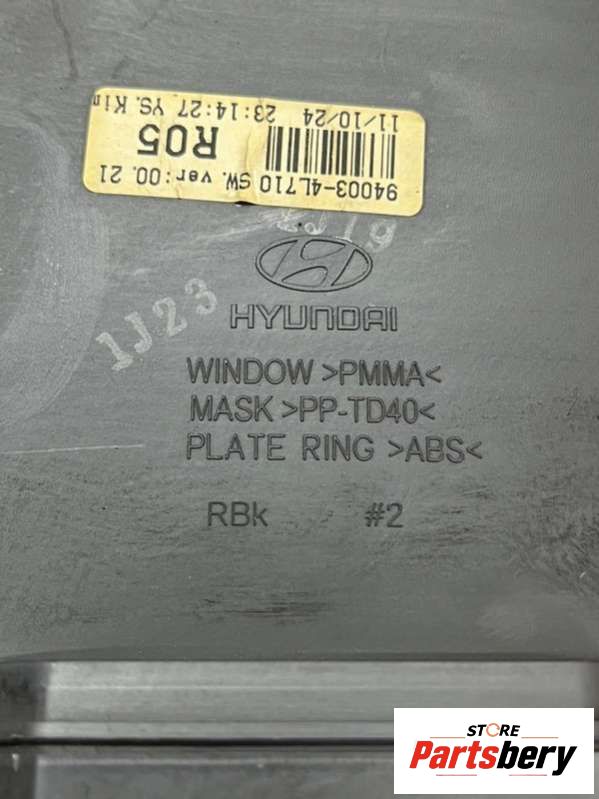 94003-4L710 SW. ver:00. 21
R05
11/10/24 23:14:27 YS. Kim
1J23
HYUNDAI
WINDOW >PMMA<
MASK >PP-TD40<
PLATE RING >ABS<
RBk #2
STORE
Partsbery